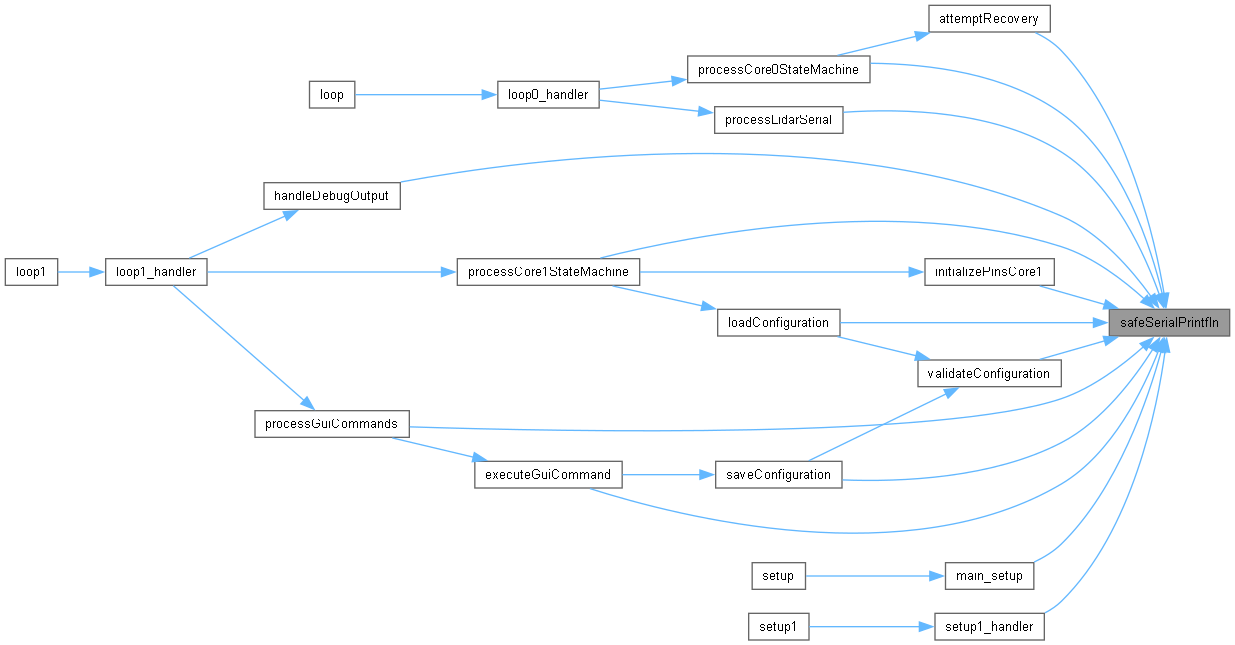 attemptRecovery
processCore0StateMachine
loop
loop0_handler
processLidarSerial
handleDebugOutput
loop1
loop1_handler
processCore1StateMachine
initializePinsCore1
safeSerialPrintfln
loadConfiguration
validateConfiguration
processGuiCommands
executeGuiCommand
saveConfiguration
setup
main_setup
setup1
setup1_handler